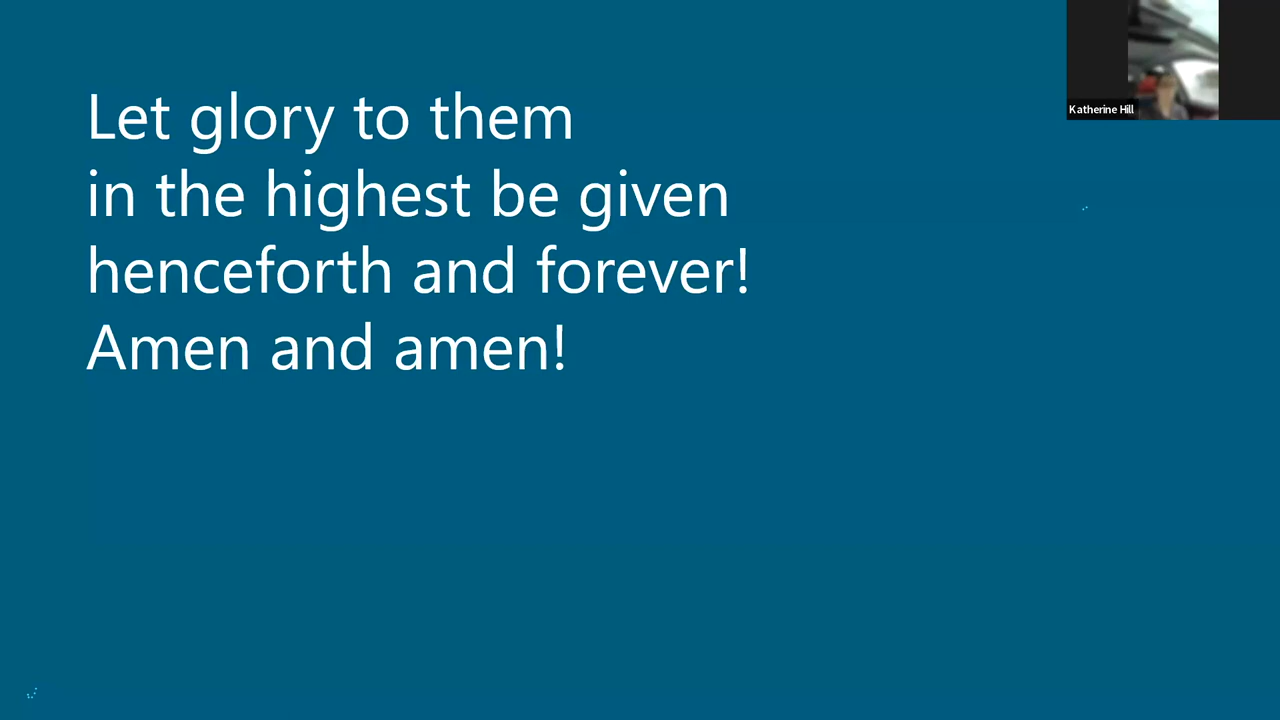 Let glory to them
in the highest be given
henceforth and forever!
Amen and amen!
Katherine Hill